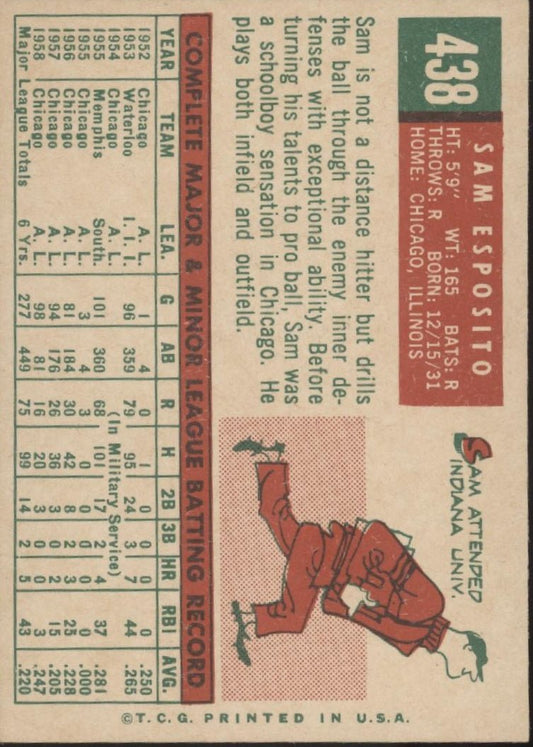 438
SAM ESPOSITO
HT: 5'9" WT: 165 BATS: R
THROWS: R BORN: 12/15/31
HOME: CHICAGO, ILLINOIS
SAM ATTENDED
INDIANA UNIV.
Sam is not a distance hitter but drills
the ball through the enemy inner de-
fenses with exceptional ability. Before
turning his talents to pro ball, Sam was
a schoolboy sensation in Chicago. He
plays both infield and outfield.
COMPLETE MAJOR & MINOR LEAGUE BATTING RECORD
YEAR TEAM LEA. G AB R H 2B 3B HR RBI AVG.
1952 Chicago A. L. 1 4 0 1 0 0 0 0 .250
1953 Waterloo I. I. I. 96 359 79 95 24 3 7 44 .265
1954 Chicago A. L. (In Military Service)
1955 Memphis South. 101 360 68 101 17 2 4 37 .281
1955 Chicago A. L. 3 4 3 0 0 0 0 0 .000
1956 Chicago A. L. 81 184 30 42 8 2 3 25 .228
1957 Chicago A. L. 94 176 26 36 3 0 2 15 .205
1958 Chicago A. L. 98 81 16 20 3 0 0 3 .247
Major League Totals 6 Yrs. 277 449 75 99 14 2 5 43 .220
©T.C.G. PRINTED IN U.S.A.